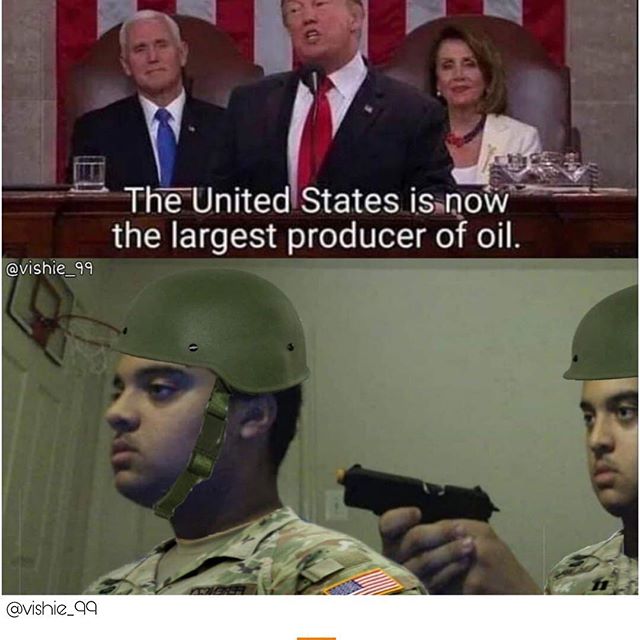 The United States is now
the largest producer of oil.
@vishie_99
@vishie_99